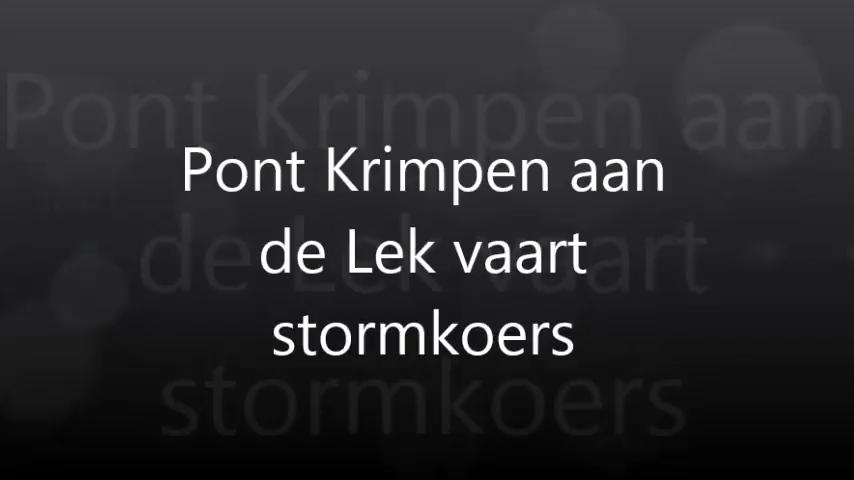 Pont Krimpen aan
de Lek vaart
stormkoers